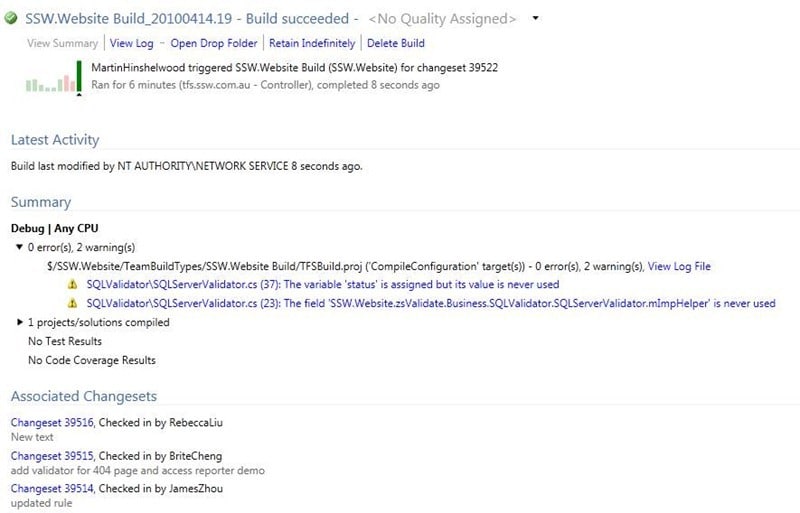 SSW.Website Build_20100414.19 - Build succeeded - <No Quality Assigned>
View Summary | View Log - Open Drop Folder | Retain Indefinitely | Delete Build
MartinHinshelwood triggered SSW.Website Build (SSW.Website) for changeset 39522
Ran for 6 minutes (tfs.ssw.com.au - Controller), completed 8 seconds ago
Latest Activity
Build last modified by NT AUTHORITY\NETWORK SERVICE 8 seconds ago.
Summary
Debug | Any CPU
0 error(s), 2 warning(s)
$/SSW.Website/TeamBuildTypes/SSW.Website Build/TFSBuild.proj ('CompileConfiguration' target(s)) - 0 error(s), 2 warning(s), View Log File
SQLValidator\SQLServerValidator.cs (37): The variable 'status' is assigned but its value is never used
SQLValidator\SQLServerValidator.cs (23): The field 'SSW.Website.zsValidate.Business.SQLValidator.SQLServerValidator.mImpHelper' is never used
1 projects/solutions compiled
No Test Results
No Code Coverage Results
Associated Changesets
Changeset 39516, Checked in by RebeccaLiu
New text
Changeset 39515, Checked in by BriteCheng
add validator for 404 page and access reporter demo
Changeset 39514, Checked in by JamesZhou
updated rule